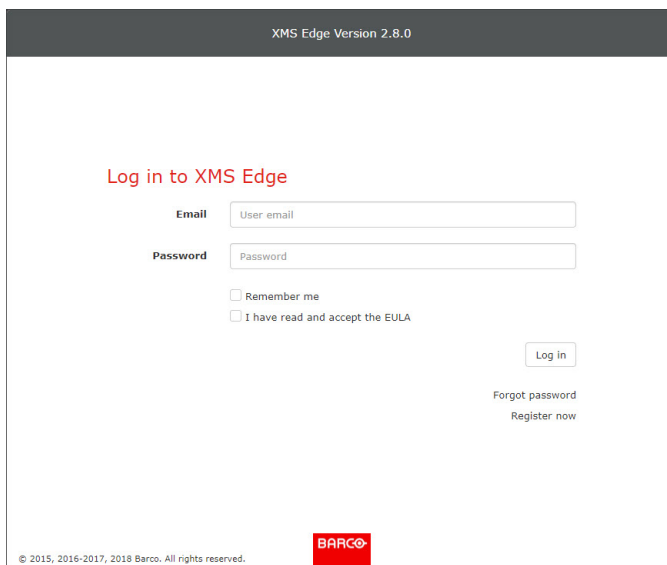 XMS Edge Version 2.8.0
Log in to XMS Edge
Email
User email
Password
Password
Remember me
I have read and accept the EULA
Log in
Forgot password
Register now
BARCO
© 2015, 2016-2017, 2018 Barco. All rights reserved.